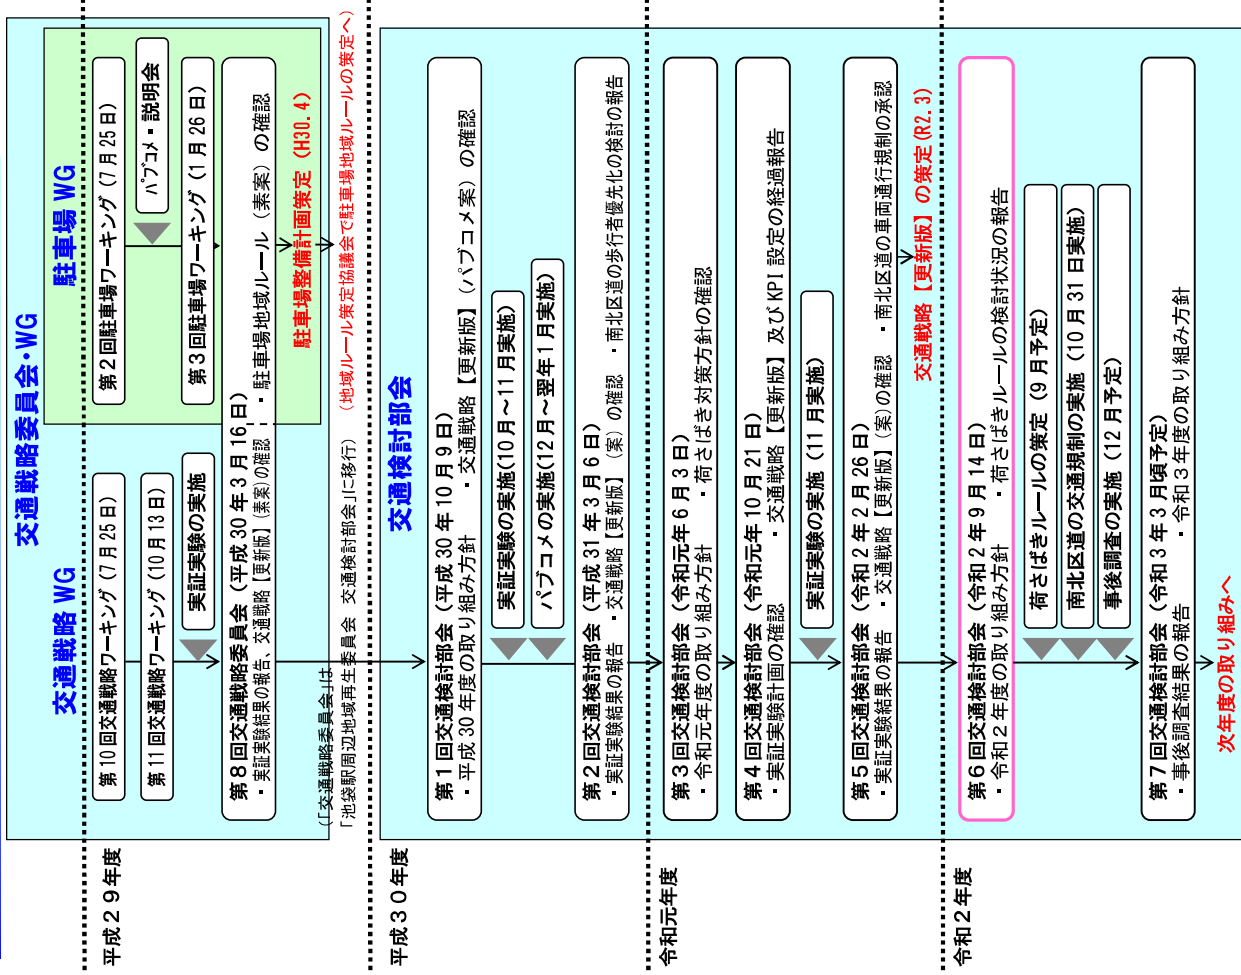 交通戦略委員会・WG
交通戦略 WG
駐車場 WG
平成29年度
第10回交通戦略ワーキング（7月25日）
第11回交通戦略ワーキング（10月13日）
実証実験の実施
第2回駐車場ワーキング（7月25日）
パブコメ・説明会
第3回駐車場ワーキング（1月26日）
第8回交通戦略委員会（平成30年3月16日）
・実証実験結果の報告、交通戦略【更新版】（素案）の確認　・駐車場地域ルール（素案）の確認
駐車場整備計画策定（H30.4）
（地域ルール策定協議会で駐車場地域ルールの策定へ）
（「交通戦略委員会」は
「池袋駅周辺地域再生委員会　交通検討部会」に移行）
平成30年度
交通検討部会
第1回交通検討部会（平成30年10月9日）
・平成30年度の取り組み方針　・交通戦略【更新版】（パブコメ案）の確認
実証実験の実施（10月～11月実施）
パブコメの実施（12月～翌年1月実施）
第2回交通検討部会（平成31年3月6日）
・実証実験結果の報告　・交通戦略【更新版】（案）の確認　・南北区道の歩行者優先化の検討の報告
令和元年度
第3回交通検討部会（令和元年6月3日）
・令和元年度の取り組み方針　・荷さばき対策方針の確認
第4回交通検討部会（令和元年10月21日）
・実証実験計画の確認　・交通戦略【更新版】及びKPI設定の経過報告
実証実験の実施（11月実施）
第5回交通検討部会（令和2年2月26日）
・実証実験結果の報告　・交通戦略【更新版】（案）の確認　・南北区道の車両通行規制の承認
交通戦略【更新版】の策定（R2.3）
令和2年度
第6回交通検討部会（令和2年9月14日）
・令和2年度の取り組み方針　・荷さばきルールの検討状況の報告
荷さばきルールの策定（9月予定）
南北区道の交通規制の実施（10月31日実施）
事後調査の実施（12月予定）
第7回交通検討部会（令和3年3月頃予定）
・事後調査結果の報告　・令和3年度の取り組み方針
次年度の取り組みへ